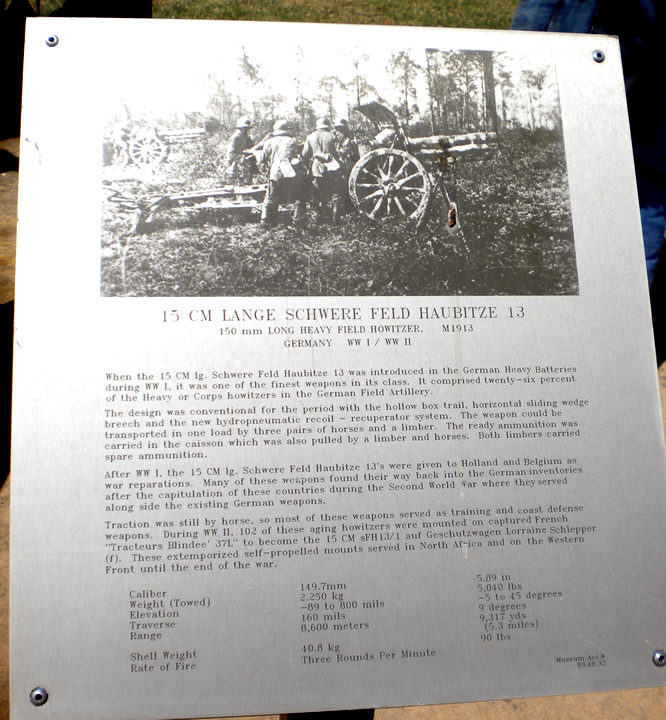 15 CM LANGE SCHWERE FELD HAUBITZE 13
150 mm LONG HEAVY FIELD HOWITZER, M1913
GERMANY WW I / WW II
When the 15 CM lg. Schwere Feld Haubitze 13 was introduced in the German Heavy Batteries
during WW I, it was one of the finest weapons in its class. It comprised twenty-six percent
of the Heavy or Corps howitzers in the German Field Artillery.
The design was conventional for the period with the hollow box trail, horizontal sliding wedge
breech and the new hydropneumatic recoil - recuperator system. The weapon could be
transported in one load by three pairs of horses and a limber. The ready ammunition was
carried in the caisson which was also pulled by a limber and horses. Both limbers carried
spare ammunition.
After WW I, the 15 CM lg. Schwere Feld Haubitze 13's were given to Holland and Belgium as
war reparations. Many of these weapons found their way back into the German inventories
after the capitulation of these countries during the Second World War where they served
along side the existing German weapons.
Traction was still by horse, so most of these weapons served as training and coast defense
weapons. During WW II, 102 of these aging howitzers were mounted on captured French
"Tracteurs Blindee' 37L" to become the 15 CM sFH13/1 auf Geschutzwagen Lorraine Schlepper
(f). These extemporized self-propelled mounts served in North Africa and on the Western
Front until the end of the war.
Caliber 149.7mm 5.89 in
Weight (Towed) 2.250 kg 5,040 lbs
Elevation -89 to 800 mils -5 to 45 degrees
Traverse 160 mils 9 degrees
Range 8,600 meters 9,317 yds
(5.3 miles)
Shell Weight 40.8 kg 90 lbs
Rate of Fire Three Rounds Per Minute
Museum Acc.#
89.48.32